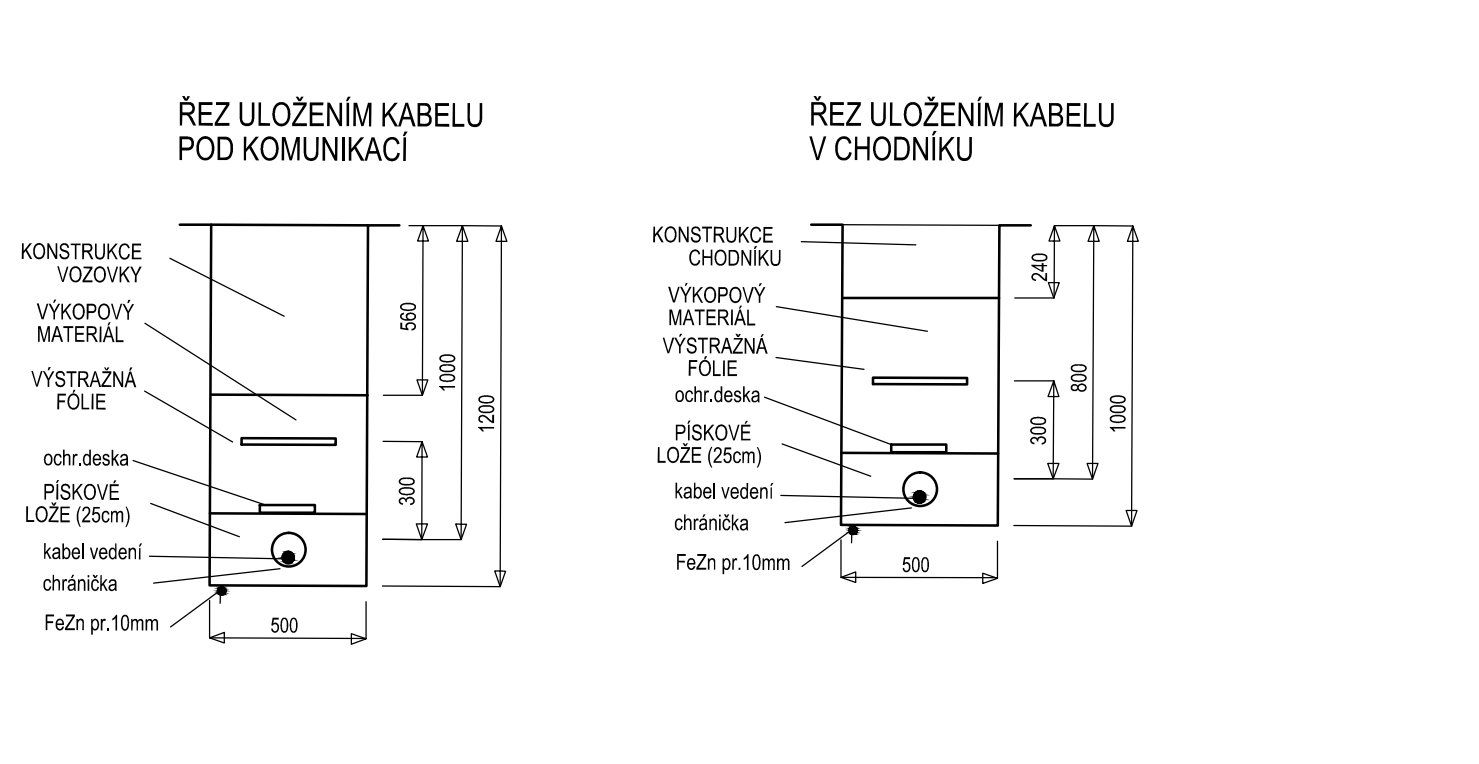 ŘEZ ULOŽENÍM KABELU
POD KOMUNIKACÍ
KONSTRUKCE
VOZOVKY
VÝKOPOVÝ
MATERIÁL
VÝSTRAŽNÁ
FÓLIE
ochr.deska
PÍSKOVÉ
LOŽE (25cm)
kabel vedení
chránička
FeZn pr.10mm
560
1000
1200
300
500
ŘEZ ULOŽENÍM KABELU
V CHODNÍKU
KONSTRUKCE
CHODNÍKU
VÝKOPOVÝ
MATERIÁL
VÝSTRAŽNÁ
FÓLIE
ochr.deska
PÍSKOVÉ
LOŽE (25cm)
kabel vedení
chránička
FeZn pr.10mm
240
800
1000
300
500